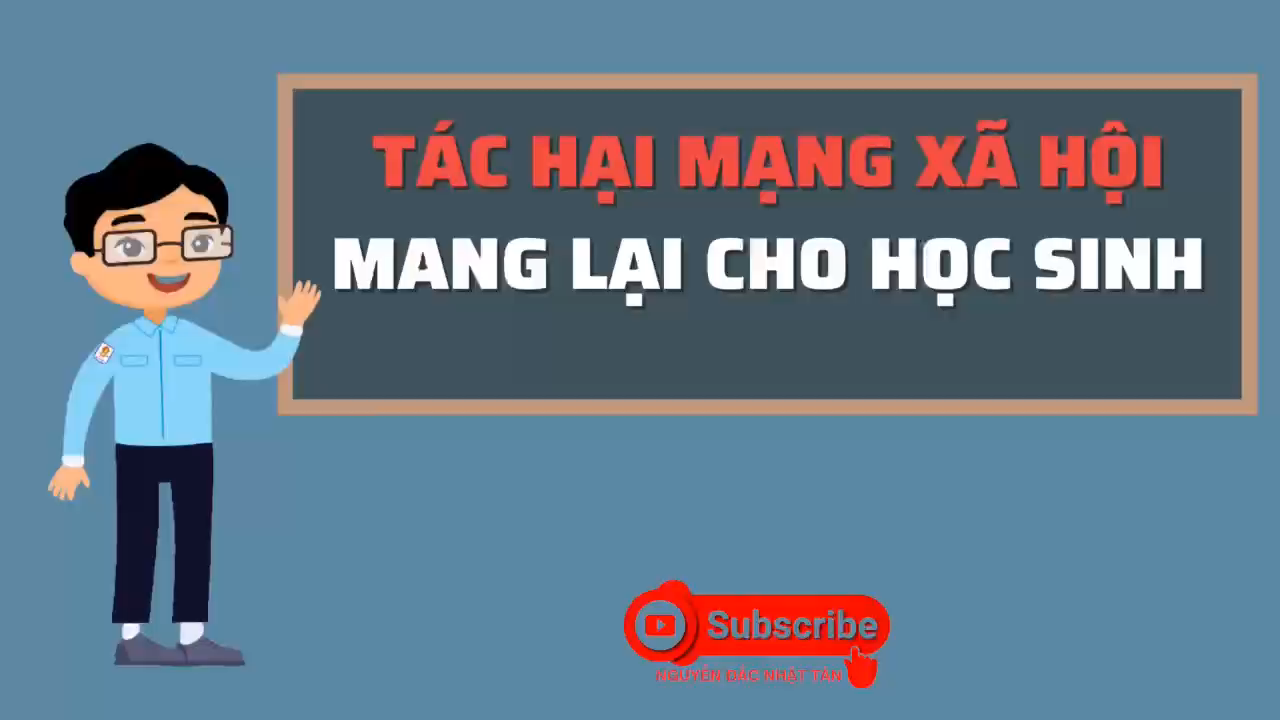 TÁC HẠI MẠNG XÃ HỘI
MANG LẠI CHO HỌC SINH
Subscribe
NGUYỄN ĐẮC NHẬT TÂN